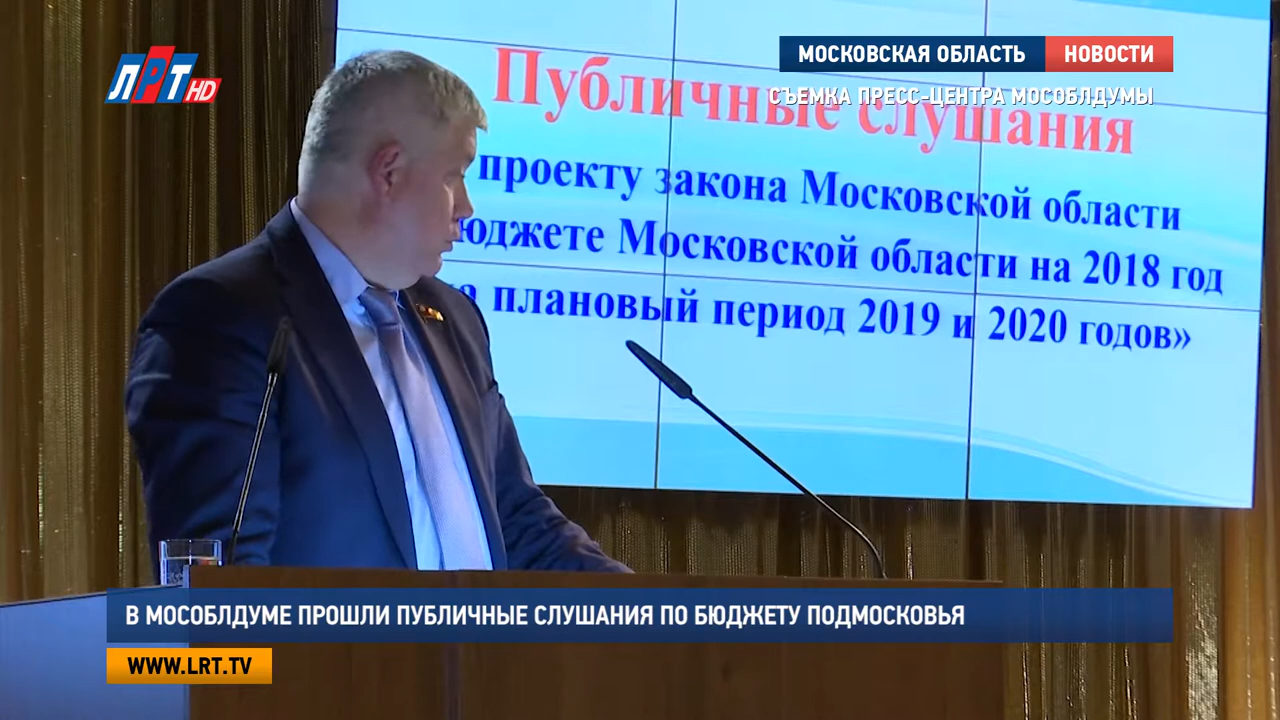 ЛРТ HD
МОСКОВСКАЯ ОБЛАСТЬ НОВОСТИ
СЪЕМКА ПРЕСС-ЦЕНТРА МОСОБЛДУМЫ
Публичные слушания
проекту закона Московской области
юджете Московской области на 2018 год
плановый период 2019 и 2020 годов»
В МОСОБЛДУМЕ ПРОШЛИ ПУБЛИЧНЫЕ СЛУШАНИЯ ПО БЮДЖЕТУ ПОДМОСКОВЬЯ
WWW.LRT.TV